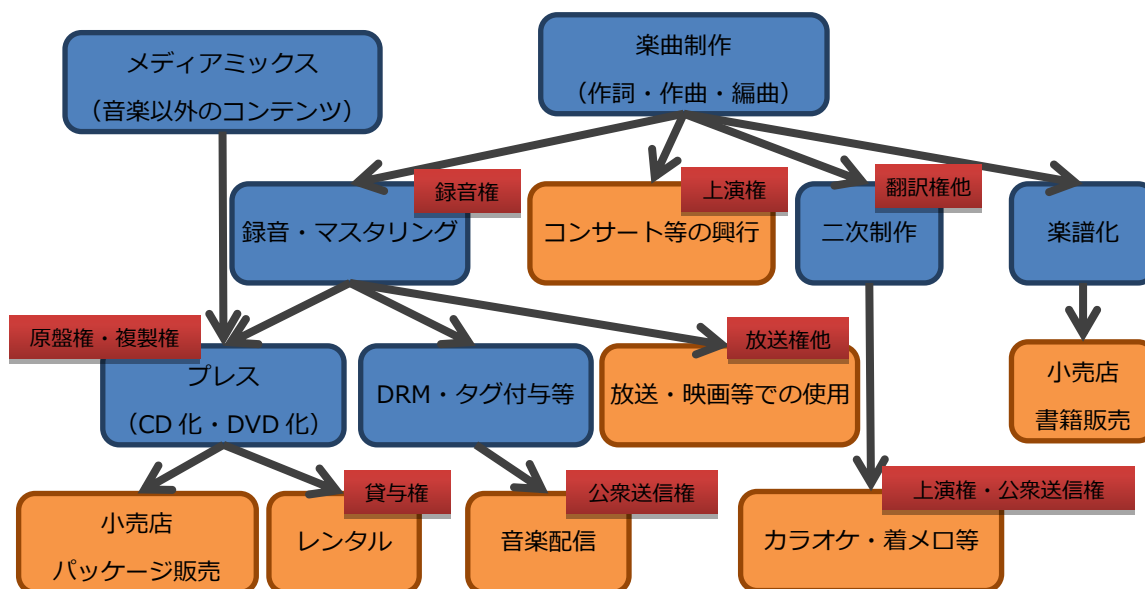 メディアミックス
（音楽以外のコンテンツ）
楽曲制作
（作詞・作曲・編曲）
録音権
録音・マスタリング
上演権
コンサート等の興行
翻訳権他
二次制作
楽譜化
原盤権・複製権
プレス
（CD 化・DVD 化）
DRM・タグ付与等
放送権他
放送・映画等での使用
小売店
書籍販売
小売店
パッケージ販売
貸与権
レンタル
公衆送信権
音楽配信
上演権・公衆送信権
カラオケ・着メロ等